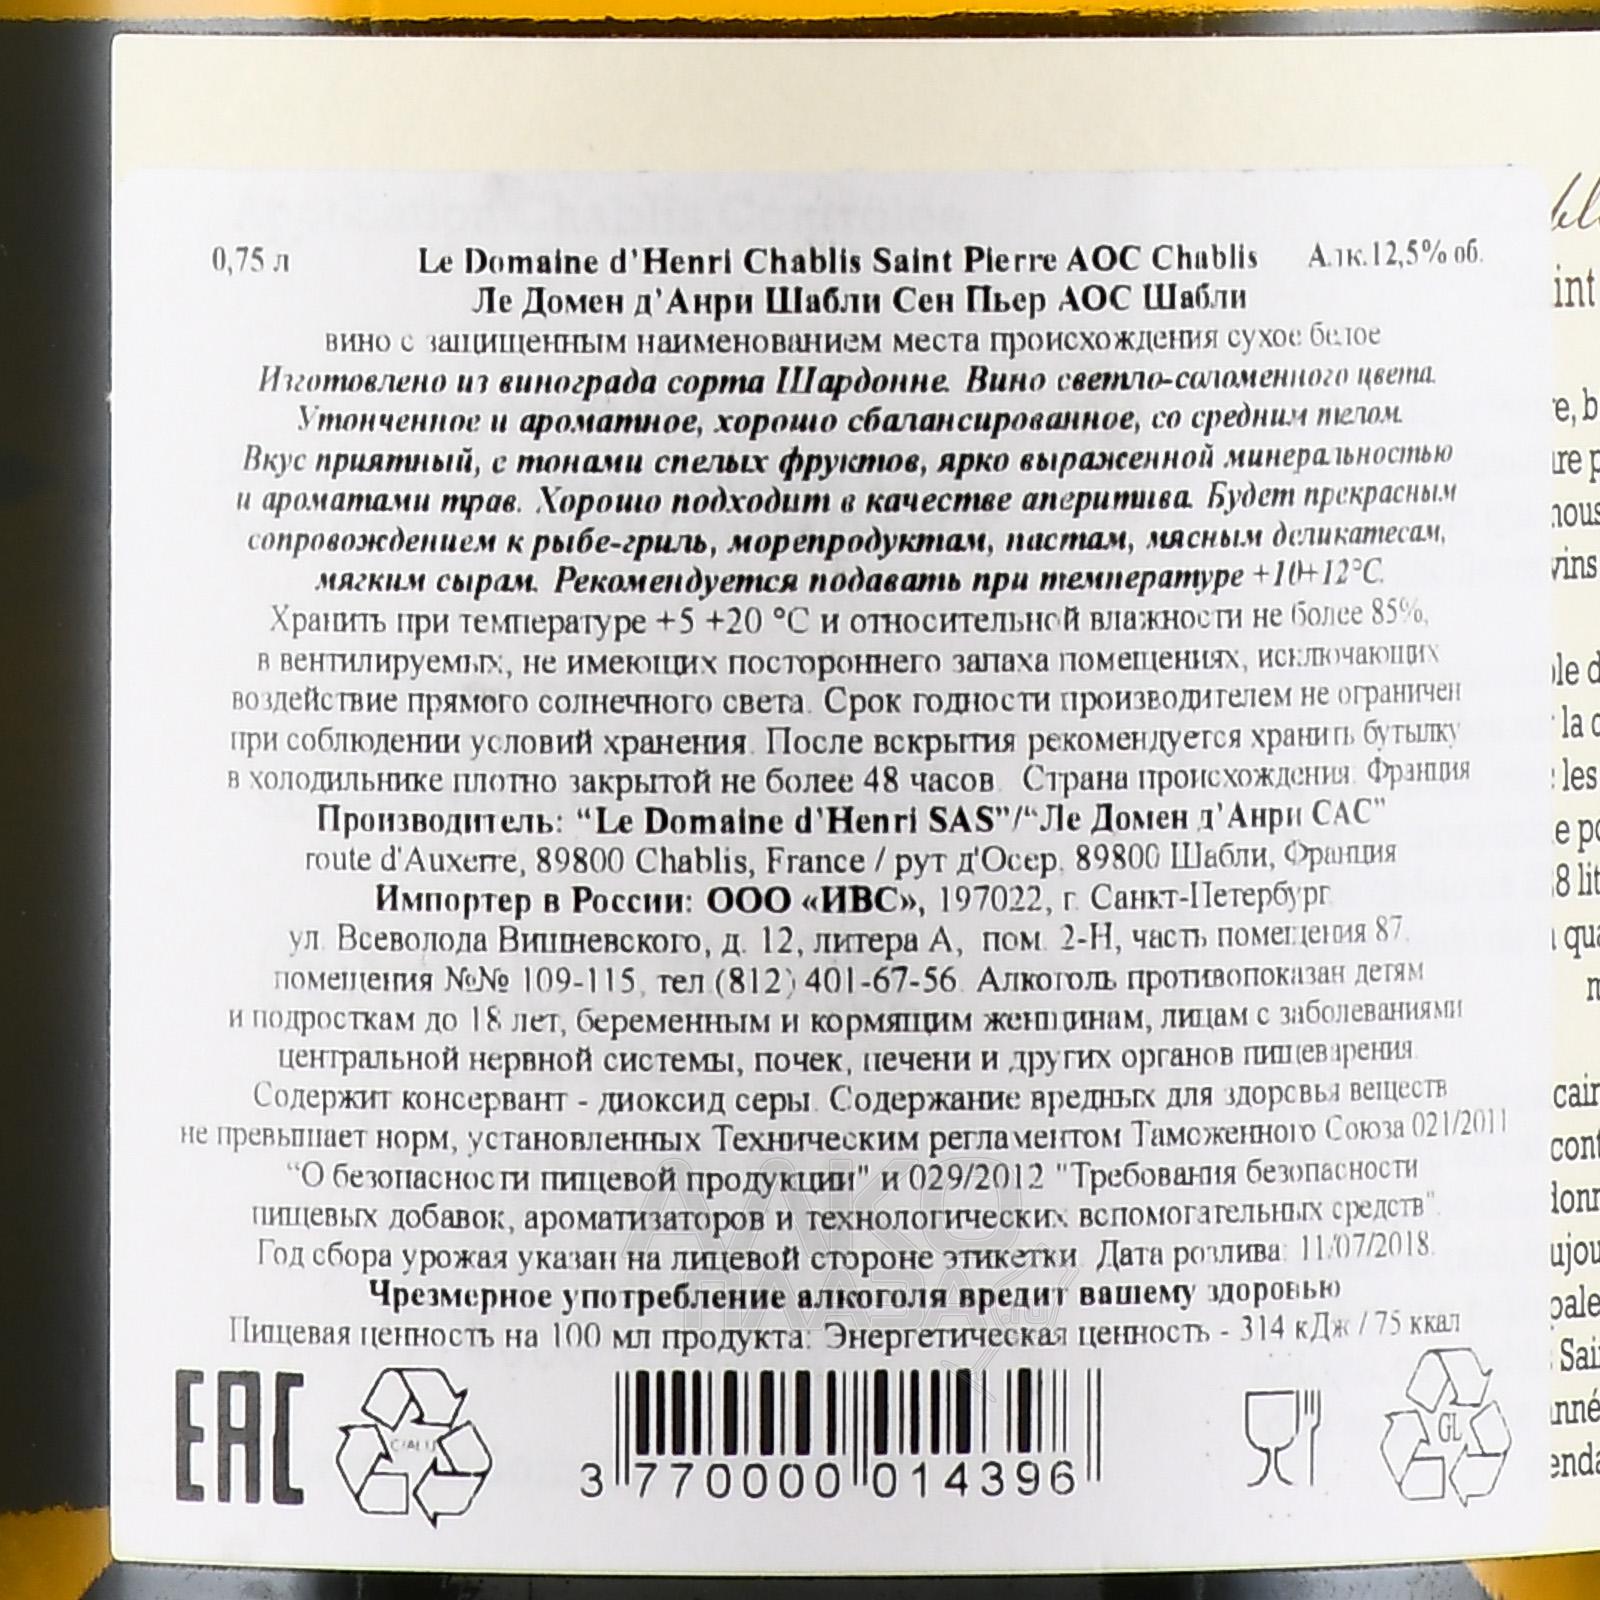 0,75 л Le Domaine d'Henri Chablis Saint Pierre AOC Chablis Алк.12,5% об.
Ле Домен д'Анри Шабли Сен Пьер АОС Шабли
вино с защищенным наименованием места происхождения сухое белое
Изготовлено из винограда сорта Шардонне. Вино светло-соломенного цвета.
Утонченное и ароматное, хорошо сбалансированное, со средним телом.
Вкус приятный, с тонами спелых фруктов, ярко выраженной минеральностью
и ароматами трав. Хорошо подходит в качестве аперитива. Будет прекрасным
сопровождением к рыбе-гриль, морепродуктам, пастам, мясным деликатесам,
мягким сырам. Рекомендуется подавать при температуре +10+12°C.
Хранить при температуре +5 +20 °C и относительной влажности не более 85%,
в вентилируемых, не имеющих постороннего запаха помещениях, исключающих
воздействие прямого солнечного света. Срок годности производителем не ограничен
при соблюдении условий хранения. После вскрытия рекомендуется хранить бутылку
в холодильнике плотно закрытой не более 48 часов. Страна происхождения: Франция
Производитель: “Le Domaine d'Henri SAS”/“Ле Домен д'Анри САС”
route d'Auxerre, 89800 Chablis, France / рут д'Осер, 89800 Шабли, Франция
Импортер в России: ООО «ИВС», 197022, г. Санкт-Петербург,
ул. Всеволода Вишневского, д. 12, литера А, пом. 2-Н, часть помещения 87,
помещения №№ 109-115, тел.(812) 401-67-56. Алкоголь противопоказан детям
и подросткам до 18 лет, беременным и кормящим женщинам, лицам с заболеваниями
центральной нервной системы, почек, печени и других органов пищеварения.
Содержит консервант - диоксид серы. Содержание вредных для здоровья веществ
не превышает норм, установленных Техническим регламентом Таможенного Союза 021/2011
“О безопасности пищевой продукции" и 029/2012 "Требования безопасности
пищевых добавок, ароматизаторов и технологических вспомогательных средств".
Год сбора урожая указан на лицевой стороне этикетки. Дата розлива: 11/07/2018.
Чрезмерное употребление алкоголя вредит вашему здоровью
Пищевая ценность на 100 мл продукта: Энергетическая ценность - 314 кДж / 75 ккал
EAC C/ALU GL
3 770000 014396
АЛКО
ПЛАЗА.ru